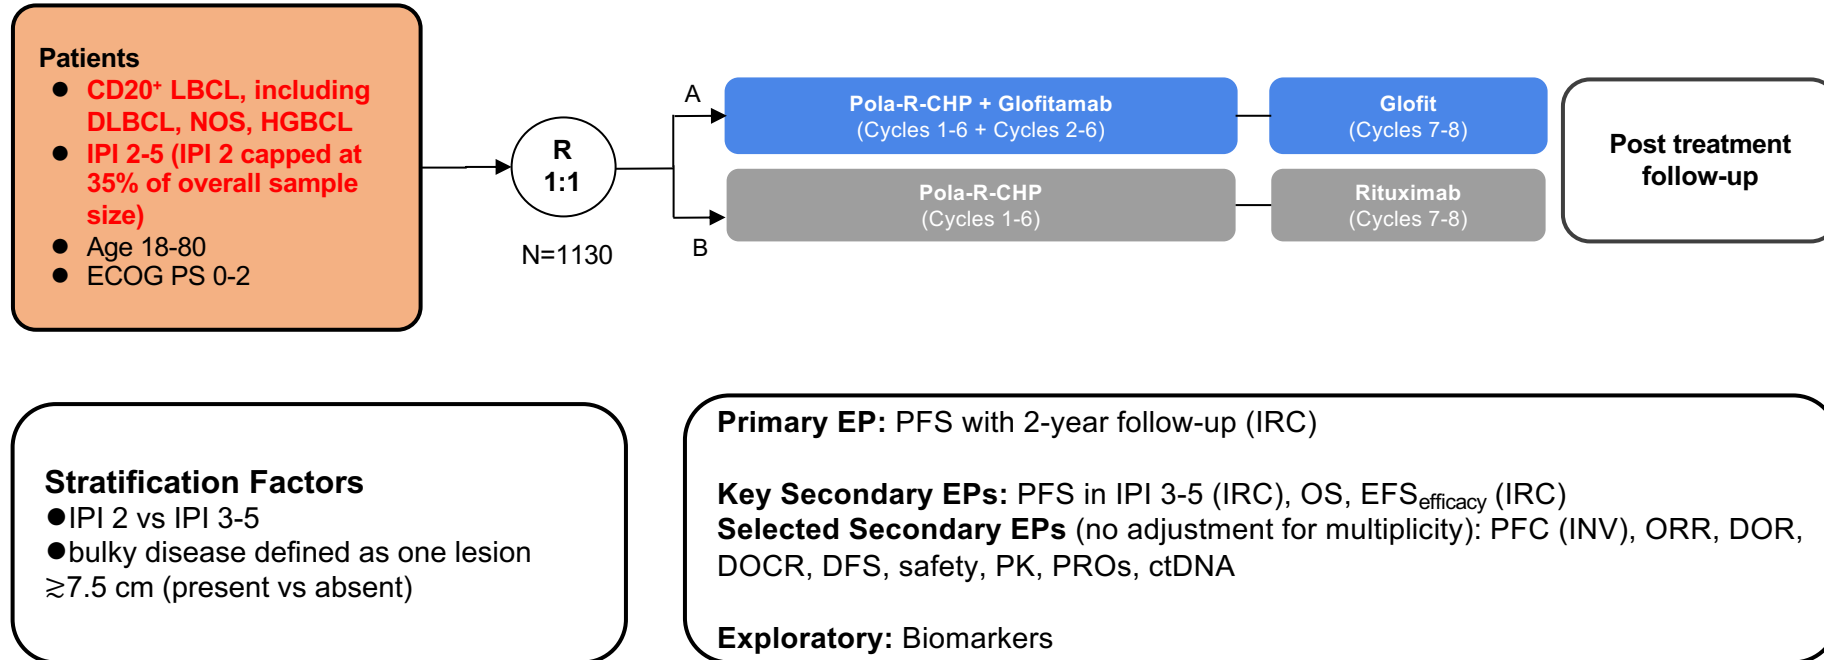 Patients
● CD20⁺ LBCL, including
DLBCL, NOS, HGBCL
● IPI 2-5 (IPI 2 capped at
35% of overall sample
size)
● Age 18-80
● ECOG PS 0-2
R
1:1
N=1130
A
Pola-R-CHP + Glofitamab
(Cycles 1-6 + Cycles 2-6)
Glofit
(Cycles 7-8)
B
Pola-R-CHP
(Cycles 1-6)
Rituximab
(Cycles 7-8)
Post treatment
follow-up
Stratification Factors
●IPI 2 vs IPI 3-5
●bulky disease defined as one lesion
≳7.5 cm (present vs absent)
Primary EP: PFS with 2-year follow-up (IRC)
Key Secondary EPs: PFS in IPI 3-5 (IRC), OS, EFSefficacy (IRC)
Selected Secondary EPs (no adjustment for multiplicity): PFC (INV), ORR, DOR,
DOCR, DFS, safety, PK, PROs, ctDNA
Exploratory: Biomarkers